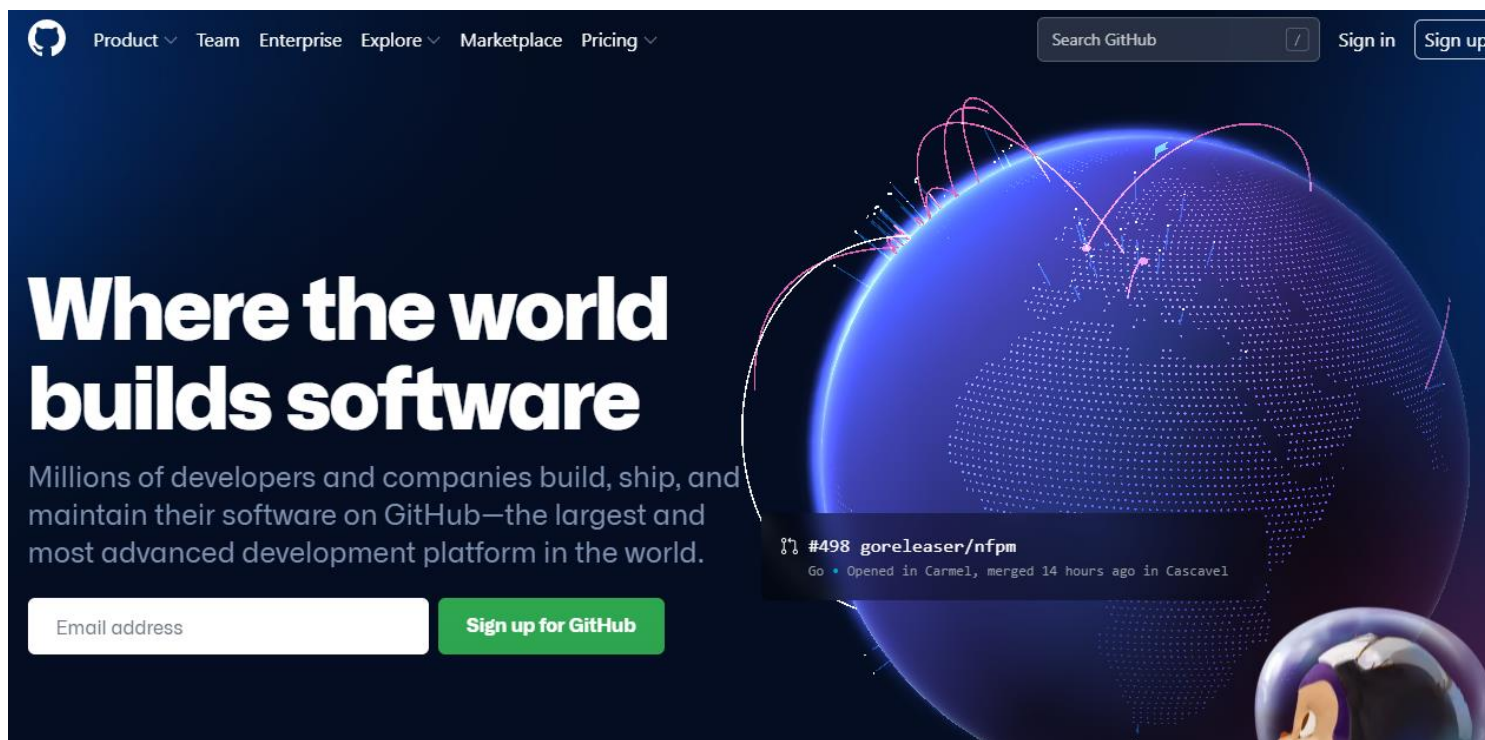 Product Team Enterprise Explore Marketplace Pricing Search GitHub / Sign in Sign up
Where the world
builds software
Millions of developers and companies build, ship, and
maintain their software on GitHub—the largest and
most advanced development platform in the world.
#498 goreleaser/nfpm
Go • Opened in Carmel, merged 14 hours ago in Cascavel
Email address Sign up for GitHub